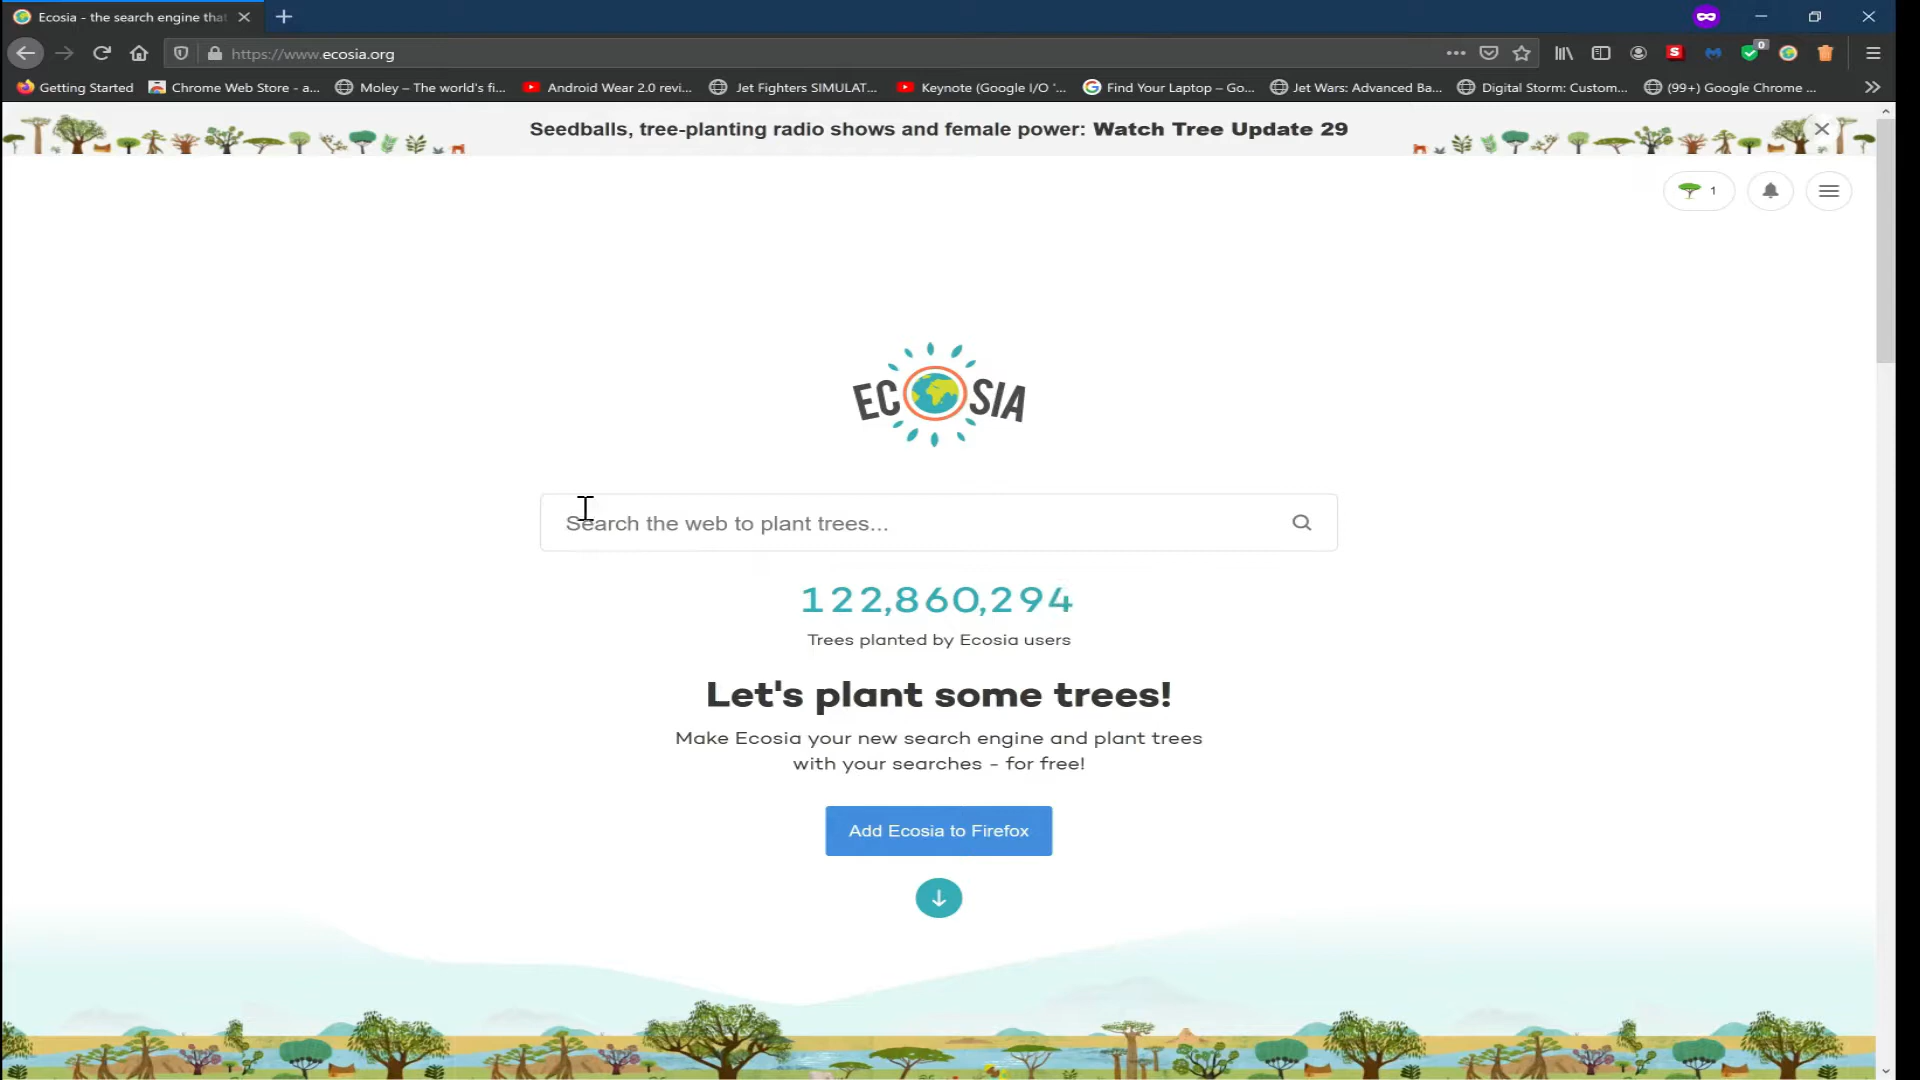 Ecosia - the search engine that
https://www.ecosia.org
Getting Started
Chrome Web Store - a...
Moley – The world's fi...
Android Wear 2.0 revi...
Jet Fighters SIMULAT...
Keynote (Google I/O '...
Find Your Laptop – Go...
Jet Wars: Advanced Ba...
Digital Storm: Custom...
(99+) Google Chrome ...
S
0
Seedballs, tree-planting radio shows and female power: Watch Tree Update 29
1
ECOSIA
Search the web to plant trees...
122,860,294
Trees planted by Ecosia users
Let's plant some trees!
Make Ecosia your new search engine and plant trees
with your searches - for free!
Add Ecosia to Firefox